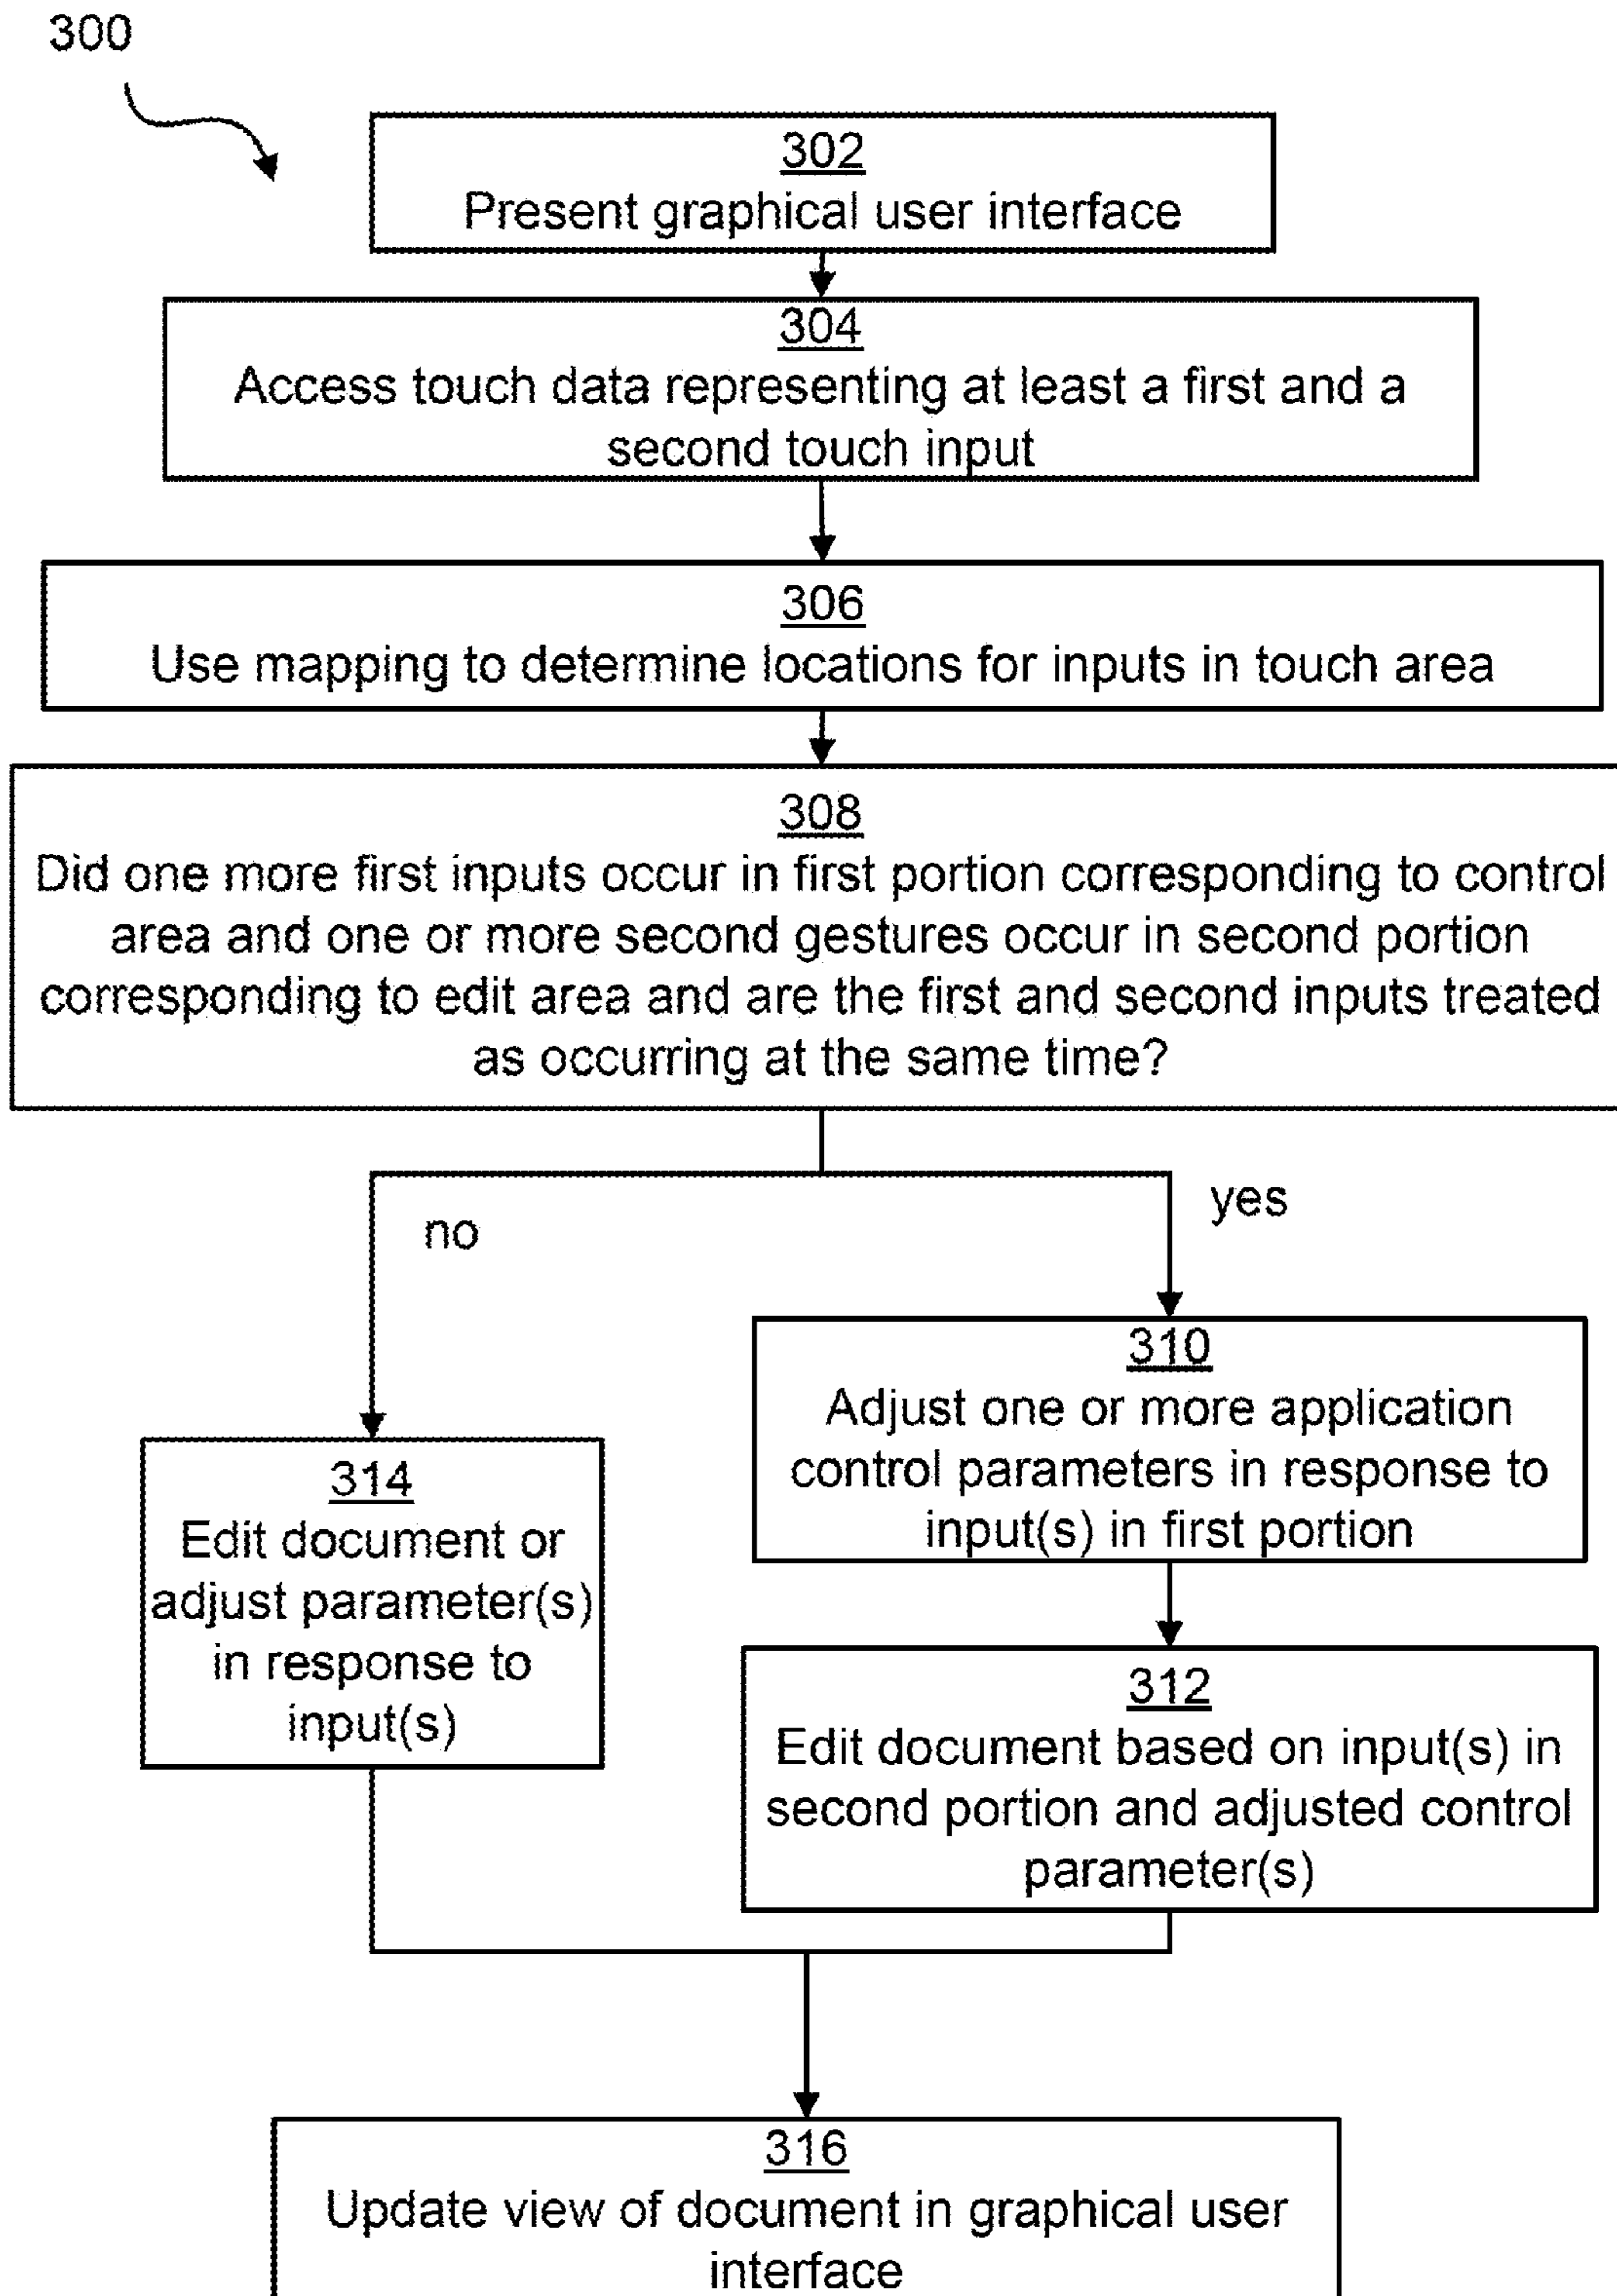 300
302
Present graphical user interface
304
Access touch data representing at least a first and a
second touch input
306
Use mapping to determine locations for inputs in touch area
308
Did one more first inputs occur in first portion corresponding to control
area and one or more second gestures occur in second portion
corresponding to edit area and are the first and second inputs treated
as occurring at the same time?
no
yes
310
Adjust one or more application
control parameters in response to
input(s) in first portion
314
Edit document or
adjust parameter(s)
in response to
input(s)
312
Edit document based on input(s) in
second portion and adjusted control
parameter(s)
316
Update view of document in graphical user
interface